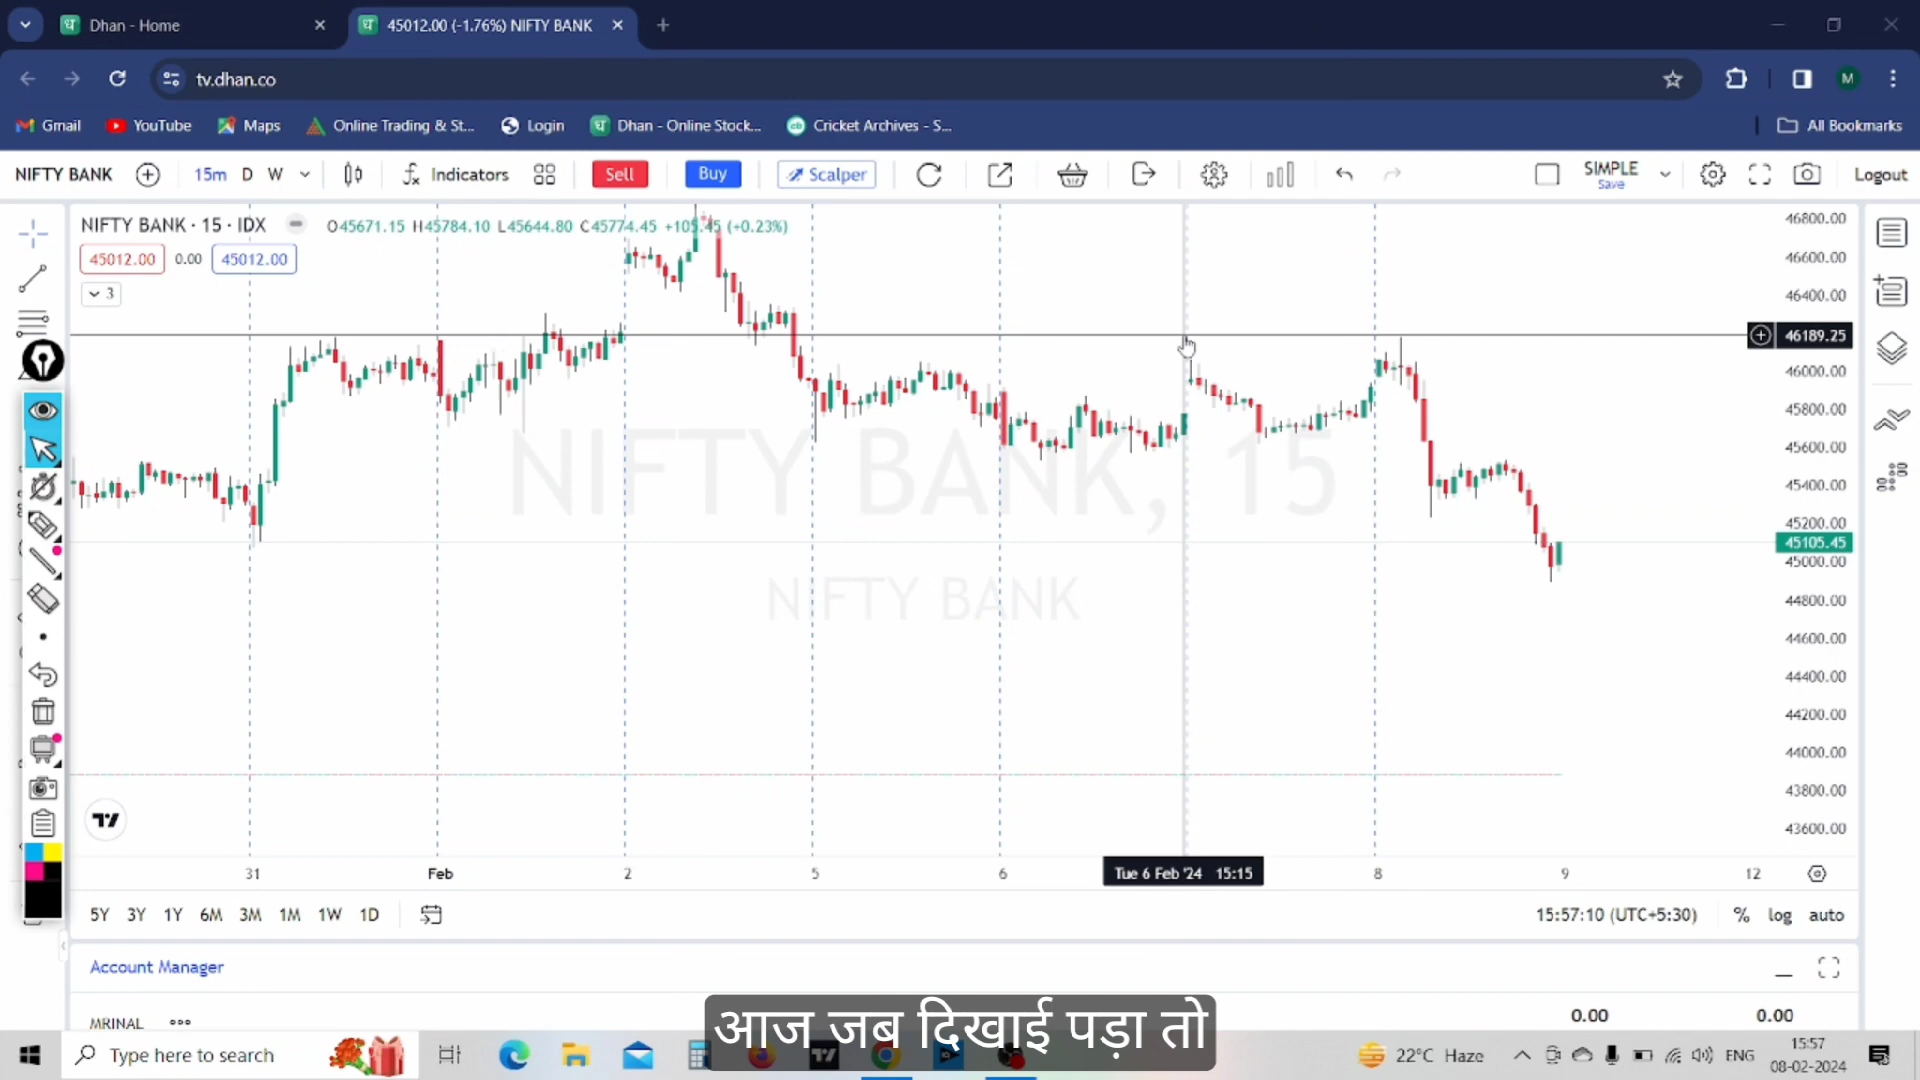 Dhan - Home
45012.00 (-1.76%) NIFTY BANK
tv.dhan.co
M
Gmail
YouTube
Maps
Online Trading & St...
Login
Dhan - Online Stock...
Cricket Archives - S...
All Bookmarks
NIFTY BANK
15m
D
W
Indicators
Sell
Buy
Scalper
SIMPLE
Save
Logout
NIFTY BANK · 15 · IDX
O45671.15 H45784.10 L45644.80 C45774.45 +105.45 (+0.23%)
45012.00
0.00
45012.00
3
46800.00
46600.00
46400.00
46189.25
46000.00
45800.00
45600.00
45400.00
45200.00
45105.45
45000.00
44800.00
44600.00
44400.00
44200.00
44000.00
43800.00
43600.00
NIFTY BANK, 15
NIFTY BANK
31
Feb
2
5
6
Tue 6 Feb '24 15:15
8
9
12
5Y
3Y
1Y
6M
3M
1M
1W
1D
15:57:10 (UTC+5:30)
%
log
auto
Account Manager
MRINAL
0.00
0.00
आज जब दिखाई पड़ा तो
Type here to search
22°C Haze
ENG
15:57
08-02-2024